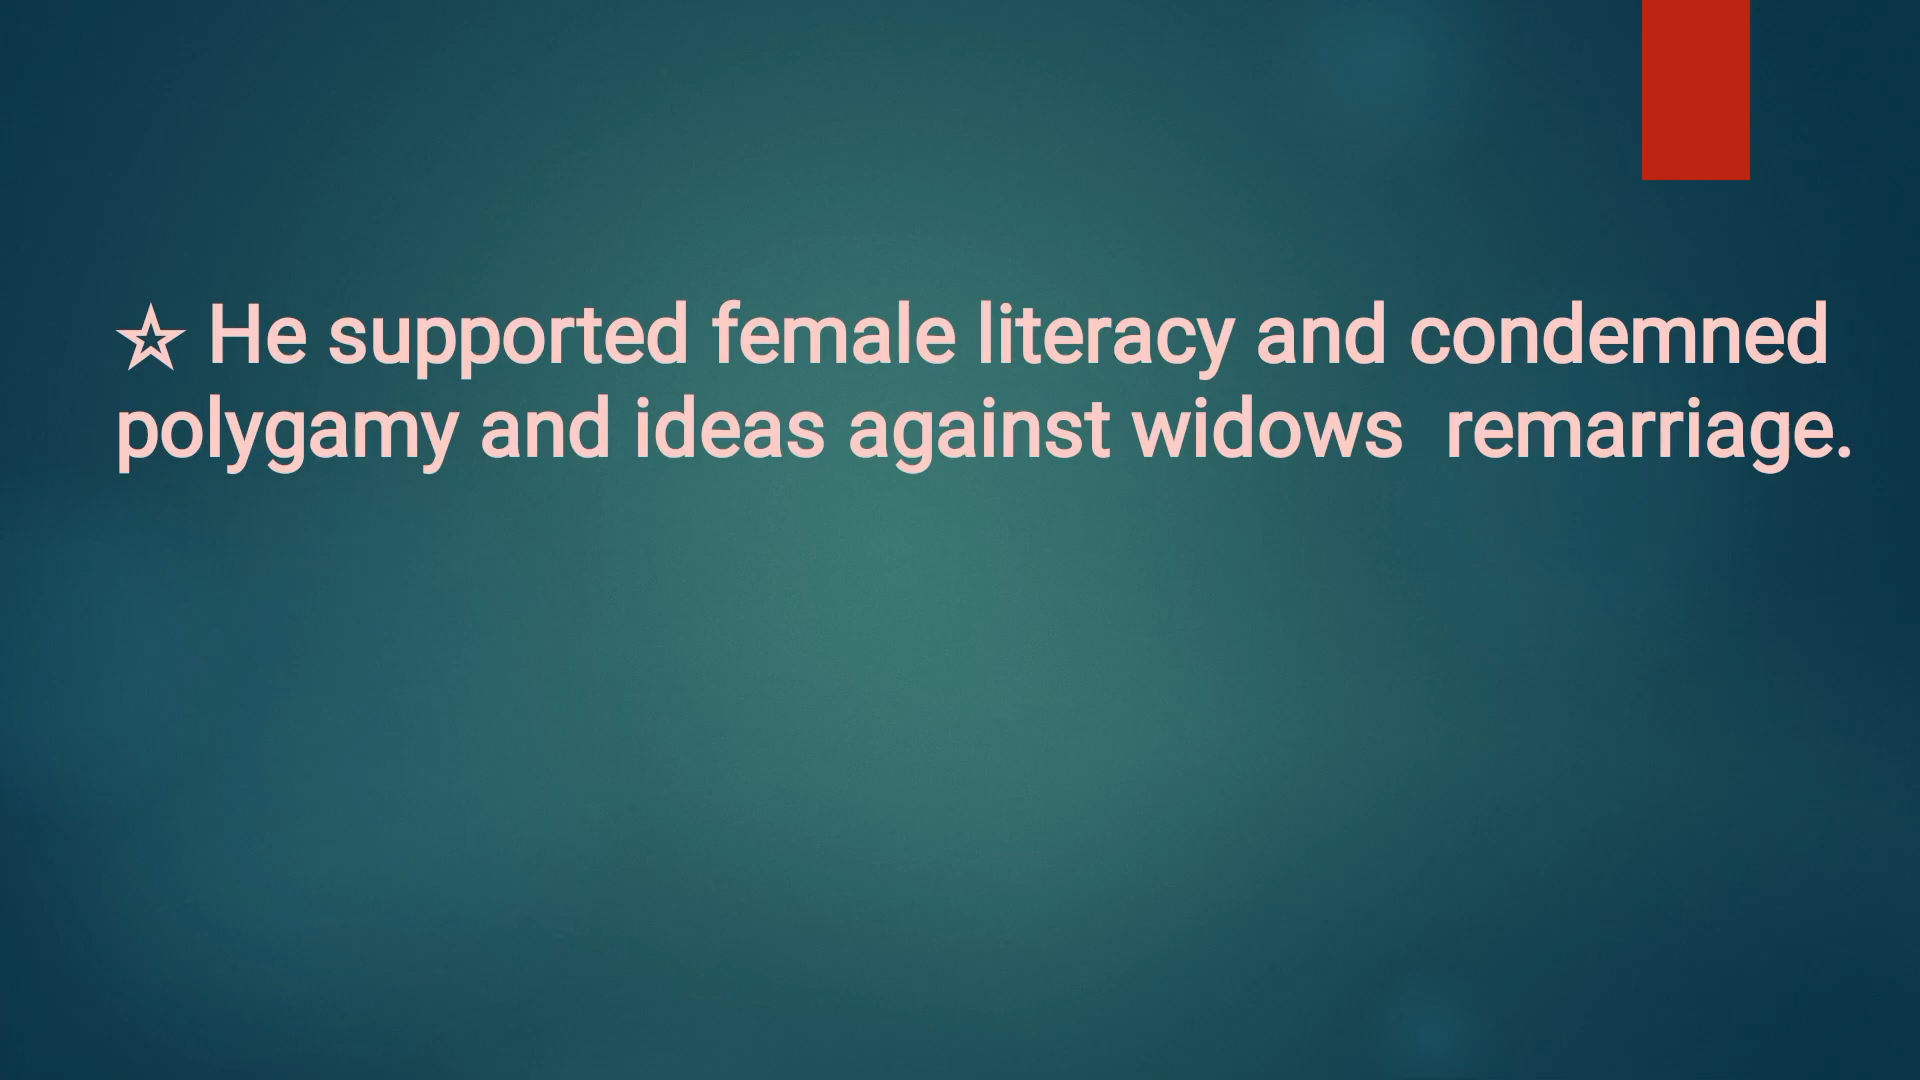 ☆ He supported female literacy and condemned
polygamy and ideas against widows  remarriage.